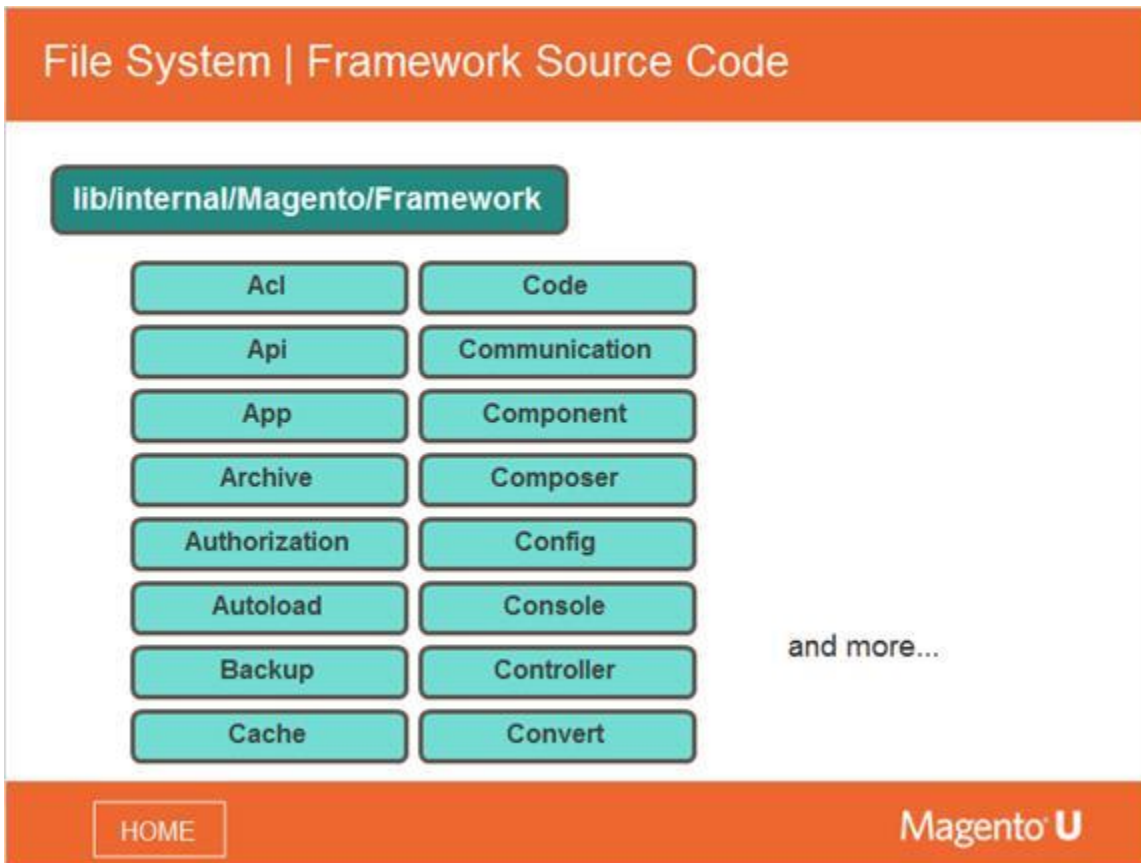 File System | Framework Source Code
lib/internal/Magento/Framework
Acl
Code
Api
Communication
App
Component
Archive
Composer
Authorization
Config
Autoload
Console
Backup
Controller
Cache
Convert
and more...
HOME
Magento U